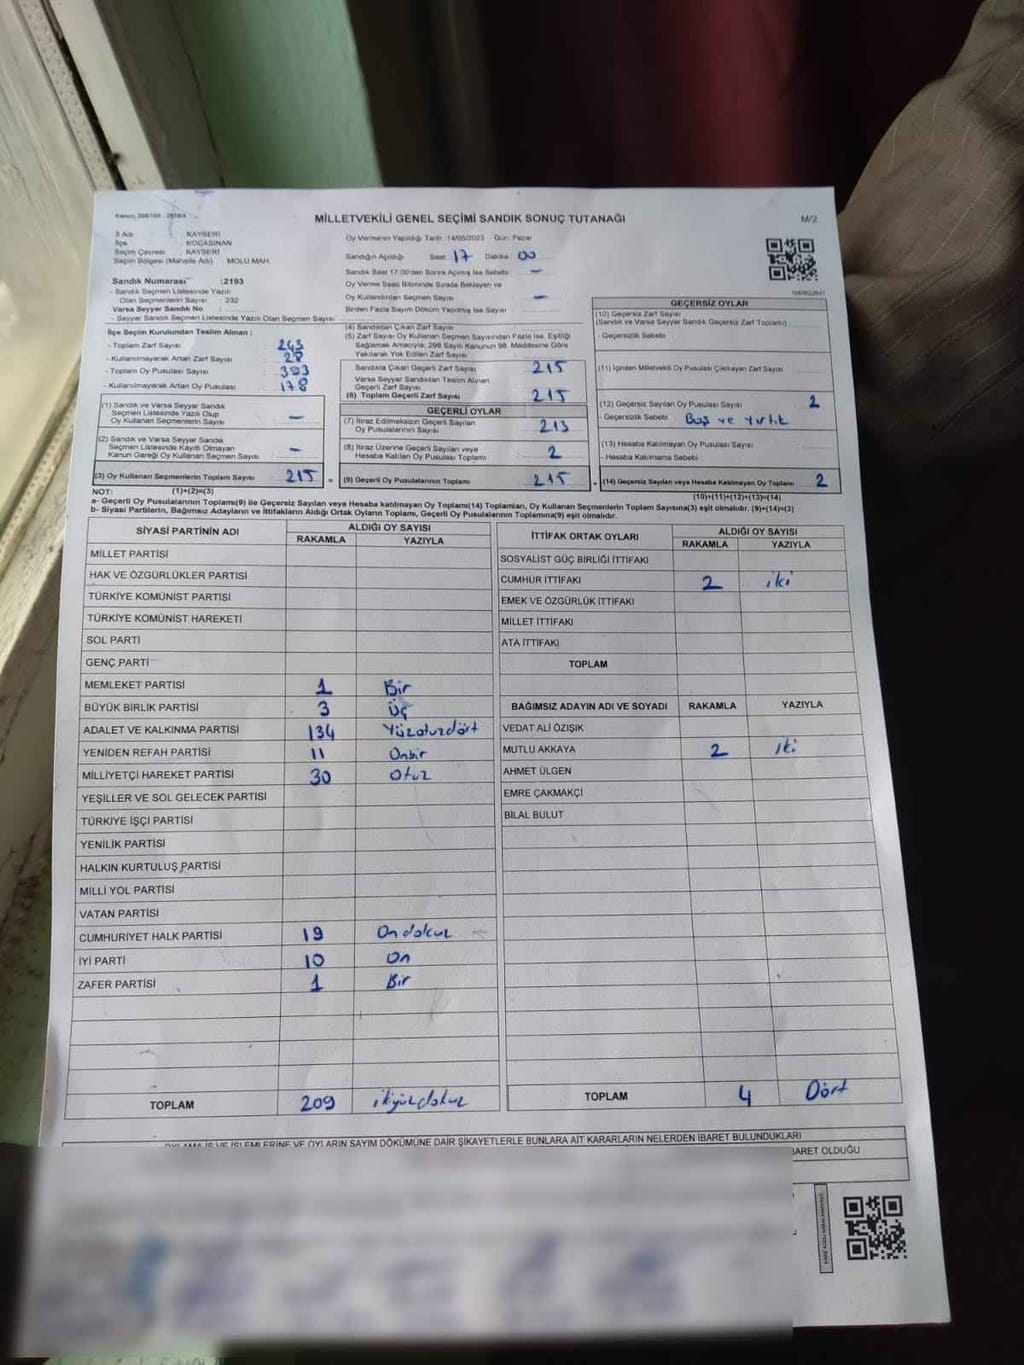 MİLLETVEKİLİ GENEL SEÇİMİ SANDIK SONUÇ TUTANAĞI
M/2
İl Adı KAYSERİ
İlçe KOCASİNAN
Seçim Çevresi KAYSERİ
Seçim Bölgesi (Mahalle Adı) MOLU MAH.
Sandık Numarası :2193
- Sandık Seçmen Listesinde Yazılı
Olan Seçmenlerin Sayısı : 232
Varsa Seyyar Sandık No :
- Seyyar Sandık Seçmen Listesinde Yazılı Olan Seçmen Sayısı :
Oy Vermenin Yapıldığı Tarih :14/05/2023 Gün: Pazar
Sandığın Açıldığı Saat 17 Dakika 00
Sandık Saat 17.00'den Sonra Açılmış İse Sebebi : —
Oy Verme Saati Bitiminde Sırada Bekleyen ve
Oy Kullandırılan Seçmen Sayısı —
Birden Fazla Sayım Döküm Yapılmış İse Sayısı
İlçe Seçim Kurulundan Teslim Alınan :
- Toplam Zarf Sayısı 243
- Kullanılmayarak Artan Zarf Sayısı 28
- Toplam Oy Pusulası Sayısı : 393
- Kullanılmayarak Artan Oy Pusulası : 178
(1) Sandık ve Varsa Seyyar Sandık
Seçmen Listesinde Yazılı Olup
Oy Kullanan Seçmenlerin Sayısı —
(2) Sandık ve Varsa Seyyar Sandık
Seçmen Listesinde Kayıtlı Olmayan
Kanun Gereği Oy Kullanan Seçmen Sayısı —
(3) Oy Kullanan Seçmenlerin Toplam Sayısı 215
(1)+(2)=(3)
(4) Sandıktan Çıkan Zarf Sayısı
(5) Zarf Sayısı Oy Kullanan Seçmen Sayısından Fazla İse, Eşitliği
Sağlamak Amacıyla; 298 Sayılı Kanunun 98. Maddesine Göre
Yakılarak Yok Edilen Zarf Sayısı
Sandıkta Çıkan Geçerli Zarf Sayısı 215
Varsa Seyyar Sandıktan Teslim Alınan
Geçerli Zarf Sayısı
(6) Toplam Geçerli Zarf Sayısı 215
GEÇERLİ OYLAR
(7) İtiraz Edilmeksizin Geçerli Sayılan
Oy Pusulalarının Sayısı 213
(8) İtiraz Üzerine Geçerli Sayılan veya
Hesaba Katılan Oy Pusulası Toplamı 2
(9) Geçerli Oy Pusulalarının Toplamı 215
GEÇERSİZ OYLAR
(10) Geçersiz Zarf Sayısı
(Sandık ve Varsa Seyyar Sandık Geçersiz Zarf Toplamı) :
- Geçersizlik Sebebi :
(11) İçinden Milletvekili Oy Pusulası Çıkmayan Zarf Sayısı
(12) Geçersiz Sayılan Oy Pusulası Sayısı 2
- Geçersizlik Sebebi : Boş ve Yırtık
(13) Hesaba Katılmayan Oy Pusulası Sayısı
- Hesaba Katılmama Sebebi :
(14) Geçersiz Sayılan veya Hesaba Katılmayan Oy Toplamı 2
(10)+(11)+(12)+(13)=(14)
NOT:
a- Geçerli Oy Pusulalarının Toplamı(9) ile Geçersiz Sayılan veya Hesaba katılmayan Oy Toplamı(14) Toplamları, Oy Kullanan Seçmenlerin Toplam Sayısına(3) eşit olmalıdır. (9)+(14)=(3)
b- Siyasi Partilerin, Bağımsız Adayların ve İttifakların Aldığı Ortak Oyların Toplamı, Geçerli Oy Pusulalarının Toplamına(9) eşit olmalıdır.
SİYASİ PARTİNİN ADI ALDIĞI OY SAYISI
RAKAMLA YAZIYLA
MİLLET PARTİSİ
HAK VE ÖZGÜRLÜKLER PARTİSİ
TÜRKİYE KOMÜNİST PARTİSİ
TÜRKİYE KOMÜNİST HAREKETİ
SOL PARTİ
GENÇ PARTİ
MEMLEKET PARTİSİ 1 Bir
BÜYÜK BİRLİK PARTİSİ 3 Üç
ADALET VE KALKINMA PARTİSİ 134 Yüzotuzdört
YENİDEN REFAH PARTİSİ 11 Onbir
MİLLİYETÇİ HAREKET PARTİSİ 30 Otuz
YEŞİLLER VE SOL GELECEK PARTİSİ
TÜRKİYE İŞÇİ PARTİSİ
YENİLİK PARTİSİ
HALKIN KURTULUŞ PARTİSİ
MİLLİ YOL PARTİSİ
VATAN PARTİSİ
CUMHURİYET HALK PARTİSİ 19 Ondokuz
İYİ PARTİ 10 On
ZAFER PARTİSİ 1 Bir
TOPLAM 209 ikiyüzdokuz
İTTİFAK ORTAK OYLARI ALDIĞI OY SAYISI
RAKAMLA YAZIYLA
SOSYALİST GÜÇ BİRLİĞİ İTTİFAKI
CUMHUR İTTİFAKI 2 iki
EMEK VE ÖZGÜRLÜK İTTİFAKI
MİLLET İTTİFAKI
ATA İTTİFAKI
TOPLAM
BAĞIMSIZ ADAYIN ADI VE SOYADI RAKAMLA YAZIYLA
VEDAT ALİ ÖZIŞIK
MUTLU AKKAYA 2 iki
AHMET ÜLGEN
EMRE ÇAKMAKÇİ
BİLAL BULUT
TOPLAM 4 Dört
OYLAMA İŞ VE İŞLEMLERİNE VE OYLARIN SAYIM DÖKÜMÜNE DAİR ŞİKAYETLERLE BUNLARA AİT KARARLARIN NELERDEN İBARET BULUNDUKLARI
İBARET OLDUĞU